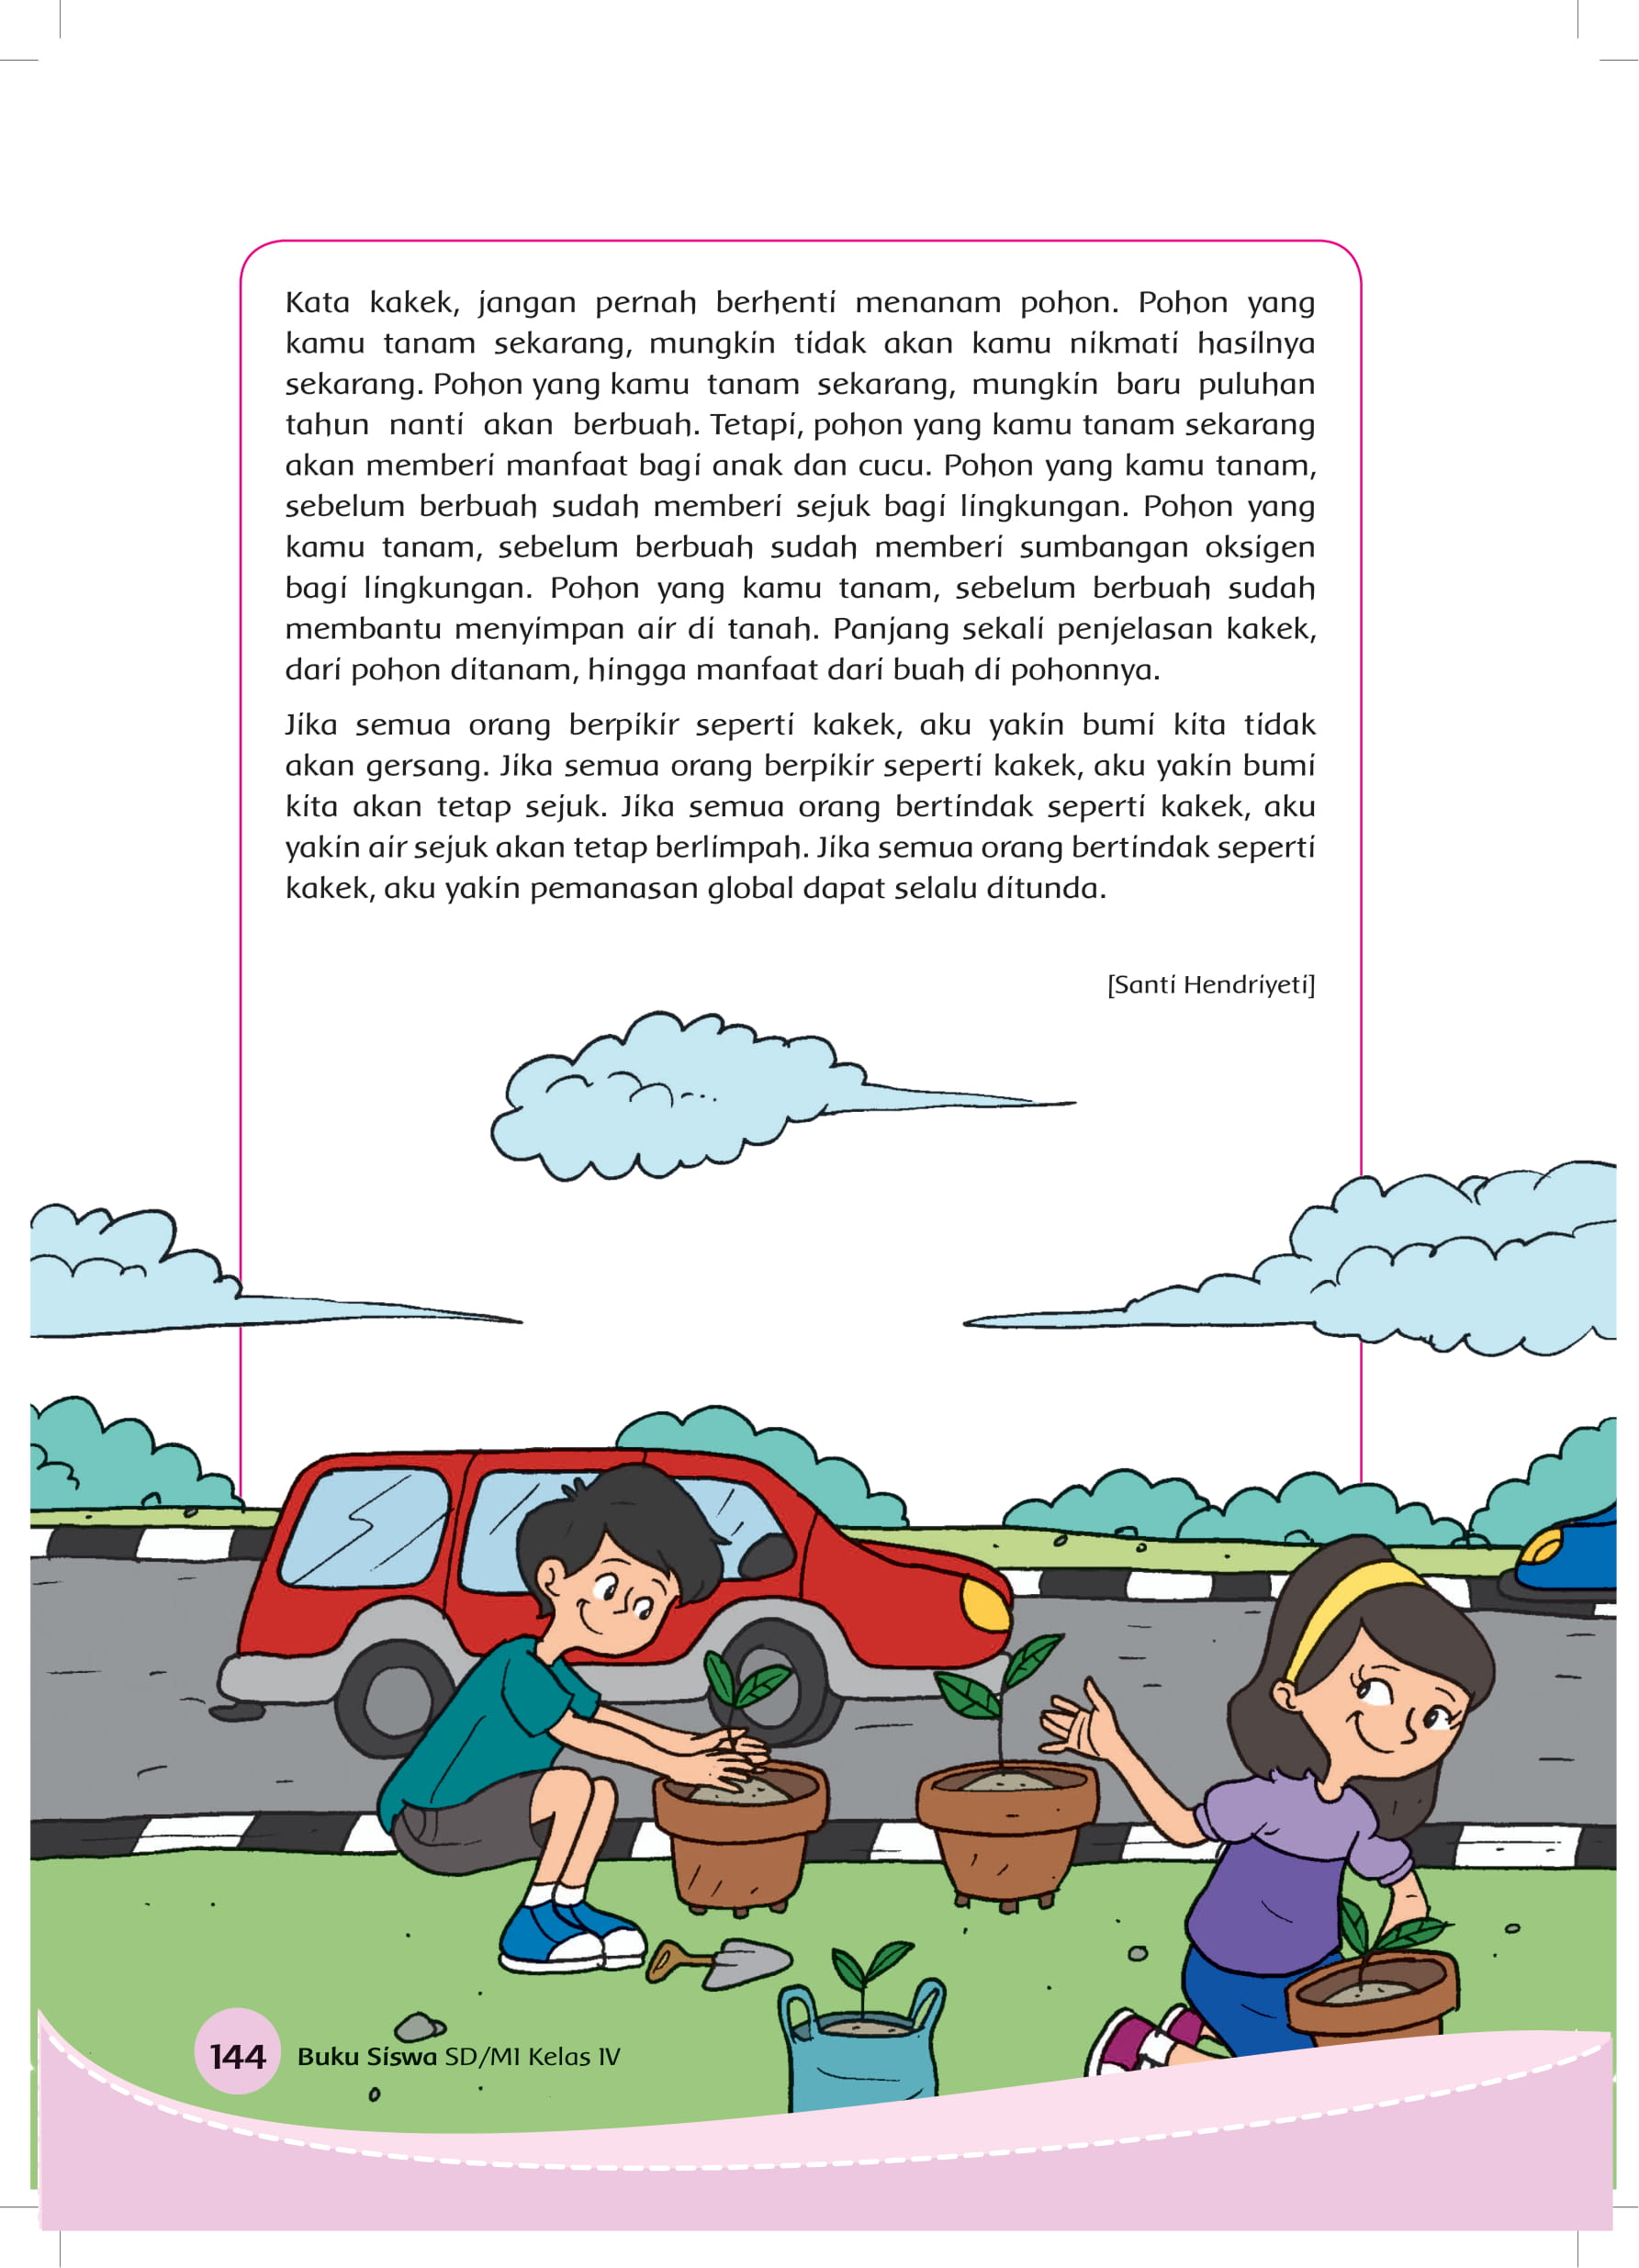 Kata kakek, jangan pernah berhenti menanam pohon. Pohon yang
kamu tanam sekarang, mungkin tidak akan kamu nikmati hasilnya
sekarang. Pohon yang kamu tanam sekarang, mungkin baru puluhan
tahun nanti akan berbuah. Tetapi, pohon yang kamu tanam sekarang
akan memberi manfaat bagi anak dan cucu. Pohon yang kamu tanam,
sebelum berbuah sudah memberi sejuk bagi lingkungan. Pohon yang
kamu tanam, sebelum berbuah sudah memberi sumbangan oksigen
bagi lingkungan. Pohon yang kamu tanam, sebelum berbuah sudah
membantu menyimpan air di tanah. Panjang sekali penjelasan kakek,
dari pohon ditanam, hingga manfaat dari buah di pohonnya.
Jika semua orang berpikir seperti kakek, aku yakin bumi kita tidak
akan gersang. Jika semua orang berpikir seperti kakek, aku yakin bumi
kita akan tetap sejuk. Jika semua orang bertindak seperti kakek, aku
yakin air sejuk akan tetap berlimpah. Jika semua orang bertindak seperti
kakek, aku yakin pemanasan global dapat selalu ditunda.
[Santi Hendriyeti]
144 Buku Siswa SD/MI Kelas IV